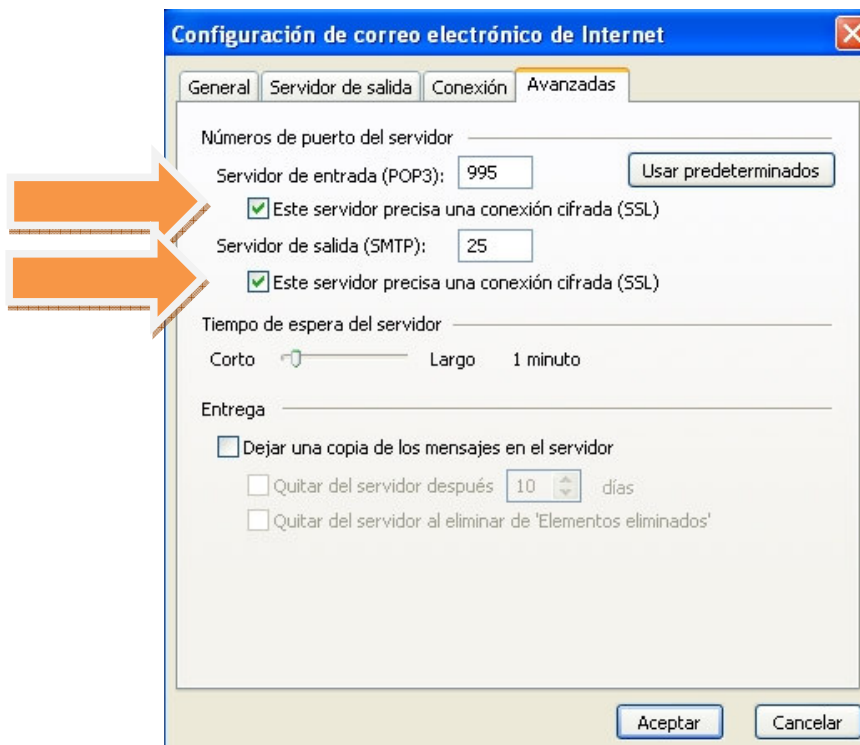 Configuración de correo electrónico de Internet
General Servidor de salida Conexión Avanzadas
Números de puerto del servidor
Servidor de entrada (POP3): 995 Usar predeterminados
Este servidor precisa una conexión cifrada (SSL)
Servidor de salida (SMTP): 25
Este servidor precisa una conexión cifrada (SSL)
Tiempo de espera del servidor
Corto Largo 1 minuto
Entrega
Dejar una copia de los mensajes en el servidor
Quitar del servidor después 10 días
Quitar del servidor al eliminar de 'Elementos eliminados'
Aceptar Cancelar